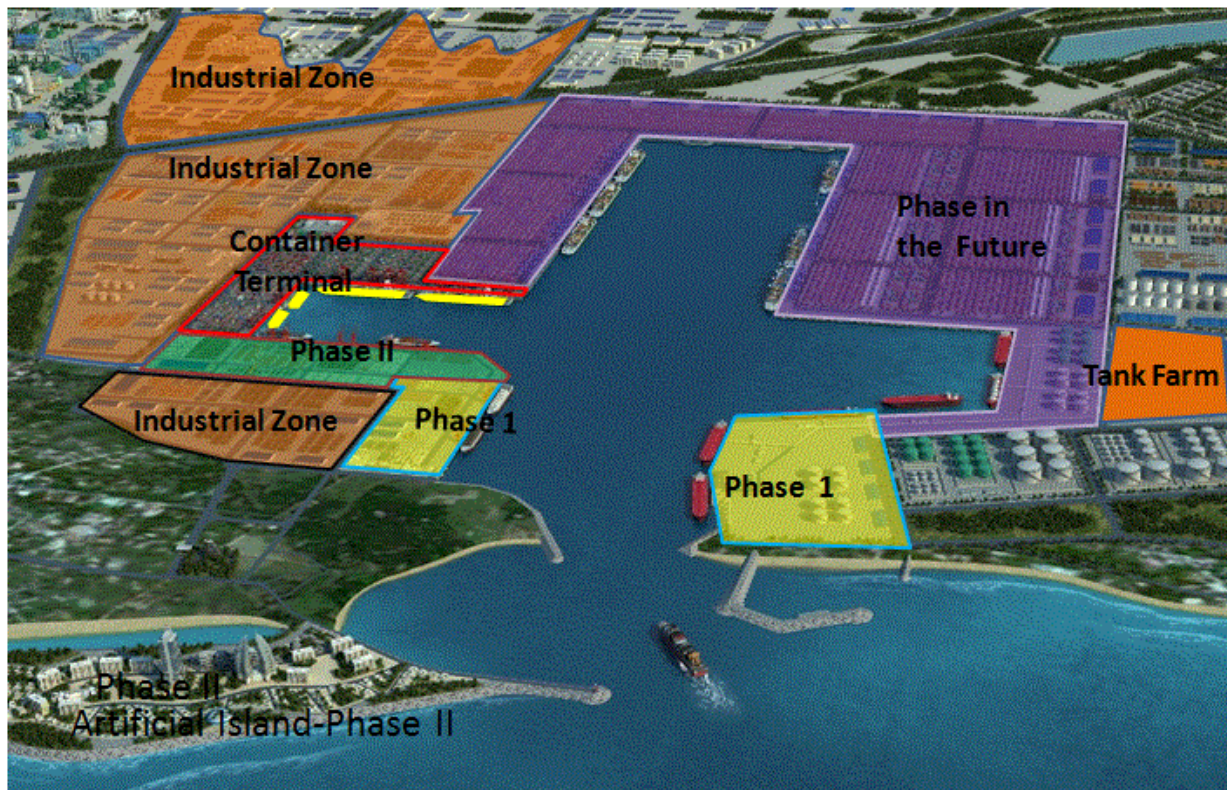 Industrial Zone
Industrial Zone
Container
Terminal
Phase in
the Future
Phase II
Tank Farm
Industrial Zone
Phase 1
Phase 1
Phase II
Artificial Island-Phase II